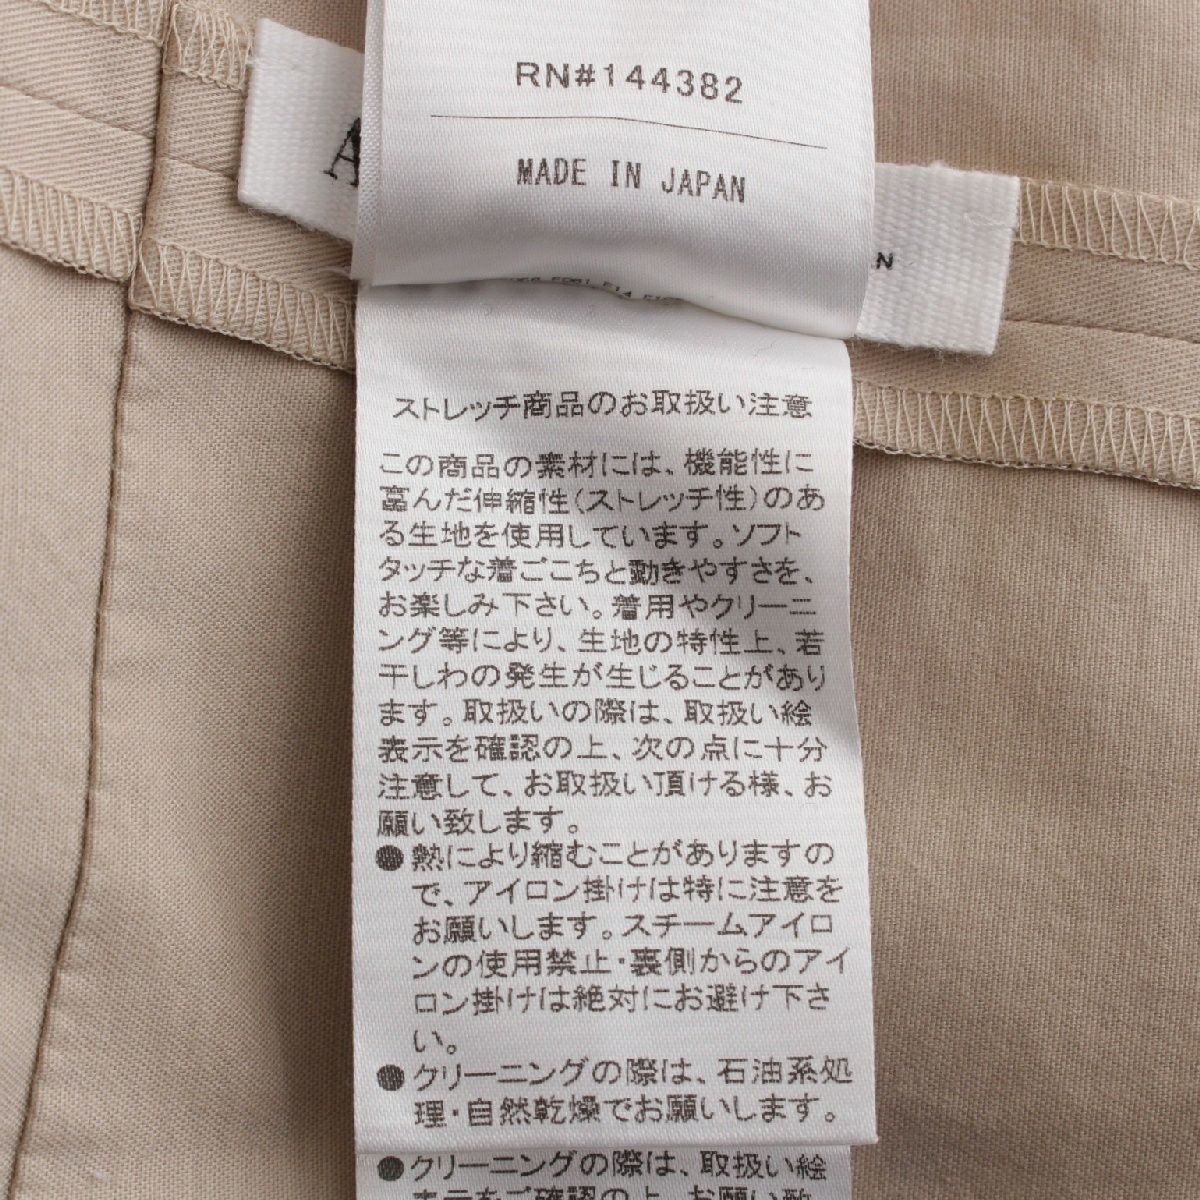 RN#144382
MADE IN JAPAN
A
N
ストレッチ商品のお取扱い注意
この商品の素材には、機能性に
富んだ伸縮性(ストレッチ性)のあ
る生地を使用しています。ソフト
タッチな着ごこちと動きやすさを、
お楽しみ下さい。着用やクリーニ
ング等により、生地の特性上、若
干しわの発生が生じることがあり
ます。取扱いの際は、取扱い絵
表示を確認の上、次の点に十分
注意して、お取扱い頂ける様、お
願い致します。
●熱により縮むことがありますの
で、アイロン掛けは特に注意を
お願いします。スチームアイロ
ンの使用禁止・裏側からのアイ
ロン掛けは絶対にお避け下さ
い。
●クリーニングの際は、石油系処
理・自然乾燥でお願いします。
●クリーニングの際は、取扱い絵
表示をご確認の上、お願い致